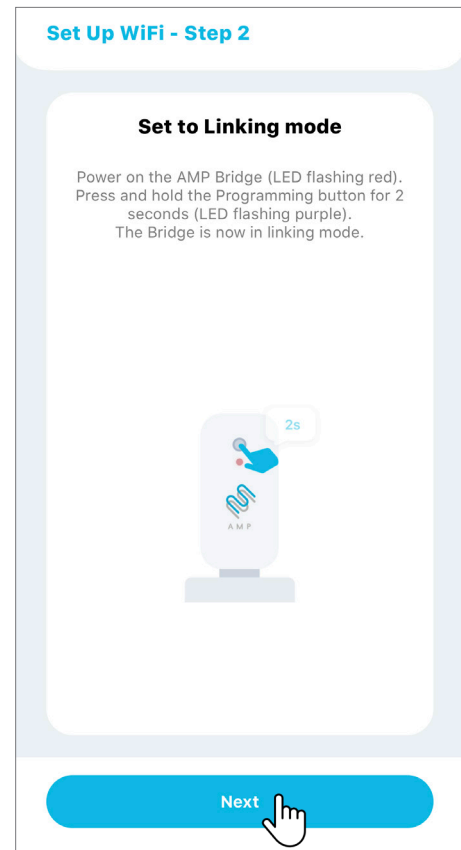 Set Up WiFi - Step 2
Set to Linking mode
Power on the AMP Bridge (LED flashing red).
Press and hold the Programming button for 2
seconds (LED flashing purple).
The Bridge is now in linking mode.
2s
AMP
Next